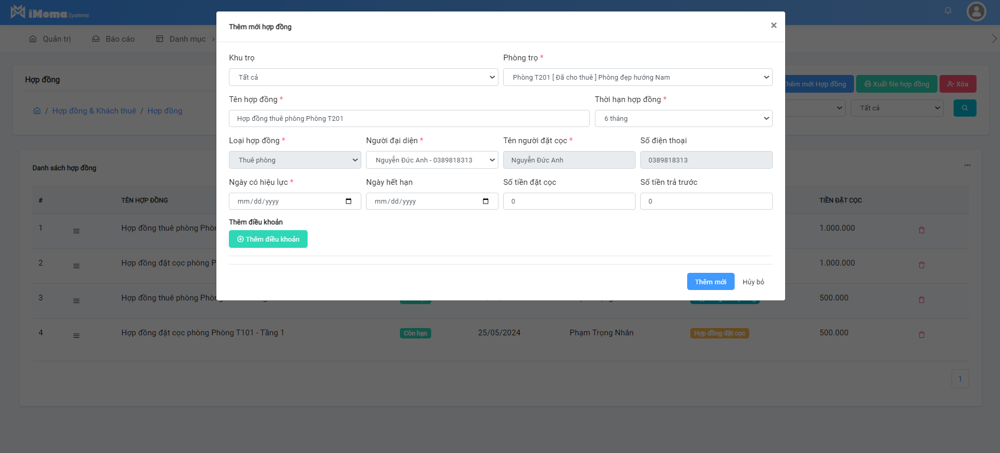 iMoma Systems
Quản trị
Báo cáo
Danh mục
Hợp đồng
/ Hợp đồng & Khách thuê / Hợp đồng
Thêm mới Hợp đồng
Xuất file hợp đồng
Xóa
Tất cả
Thêm mới hợp đồng
×
Khu trọ
Phòng trọ *
Tất cả
Phòng T201 [ Đã cho thuê ] Phòng đẹp hướng Nam
Tên hợp đồng *
Thời hạn hợp đồng *
Hợp đồng thuê phòng Phòng T201
6 tháng
Loại hợp đồng *
Người đại diện *
Tên người đặt cọc *
Số điện thoại
Thuê phòng
Nguyễn Đức Anh - 0389818313
Nguyễn Đức Anh
0389818313
Ngày có hiệu lực *
Ngày hết hạn
Số tiền đặt cọc
Số tiền trả trước
mm/dd/yyyy
mm/dd/yyyy
0
0
Thêm điều khoản
Thêm điều khoản
Thêm mới
Hủy bỏ
Danh sách hợp đồng
# TÊN HỢP ĐỒNG TIỀN ĐẶT CỌC
1 Hợp đồng thuê phòng 1.000.000
2 Hợp đồng đặt cọc phòng 1.000.000
3 Hợp đồng thuê phòng 500.000
4 Hợp đồng đặt cọc phòng Phòng T101 - Tầng 1 Còn hạn 25/05/2024 Phạm Trọng Nhân Hợp đồng đặt cọc 500.000
1